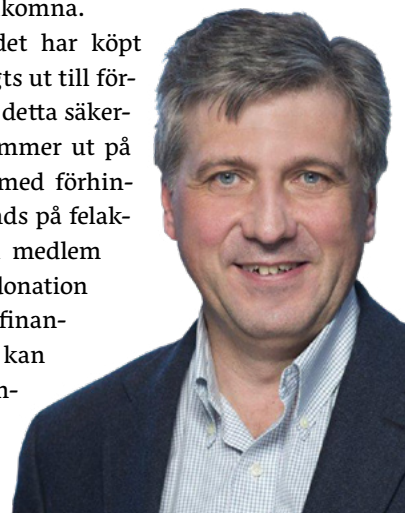 komna.
det har köpt
gts ut till för-
detta säker-
mmer ut på
med förhin-
nds på felak-
medlem
donation
finan-
kan
n-